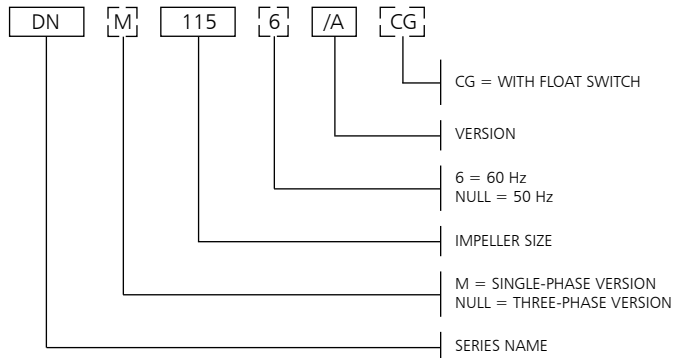 DN M 115 6 /A CG
CG = WITH FLOAT SWITCH
VERSION
6 = 60 Hz
NULL = 50 Hz
IMPELLER SIZE
M = SINGLE-PHASE VERSION
NULL = THREE-PHASE VERSION
SERIES NAME